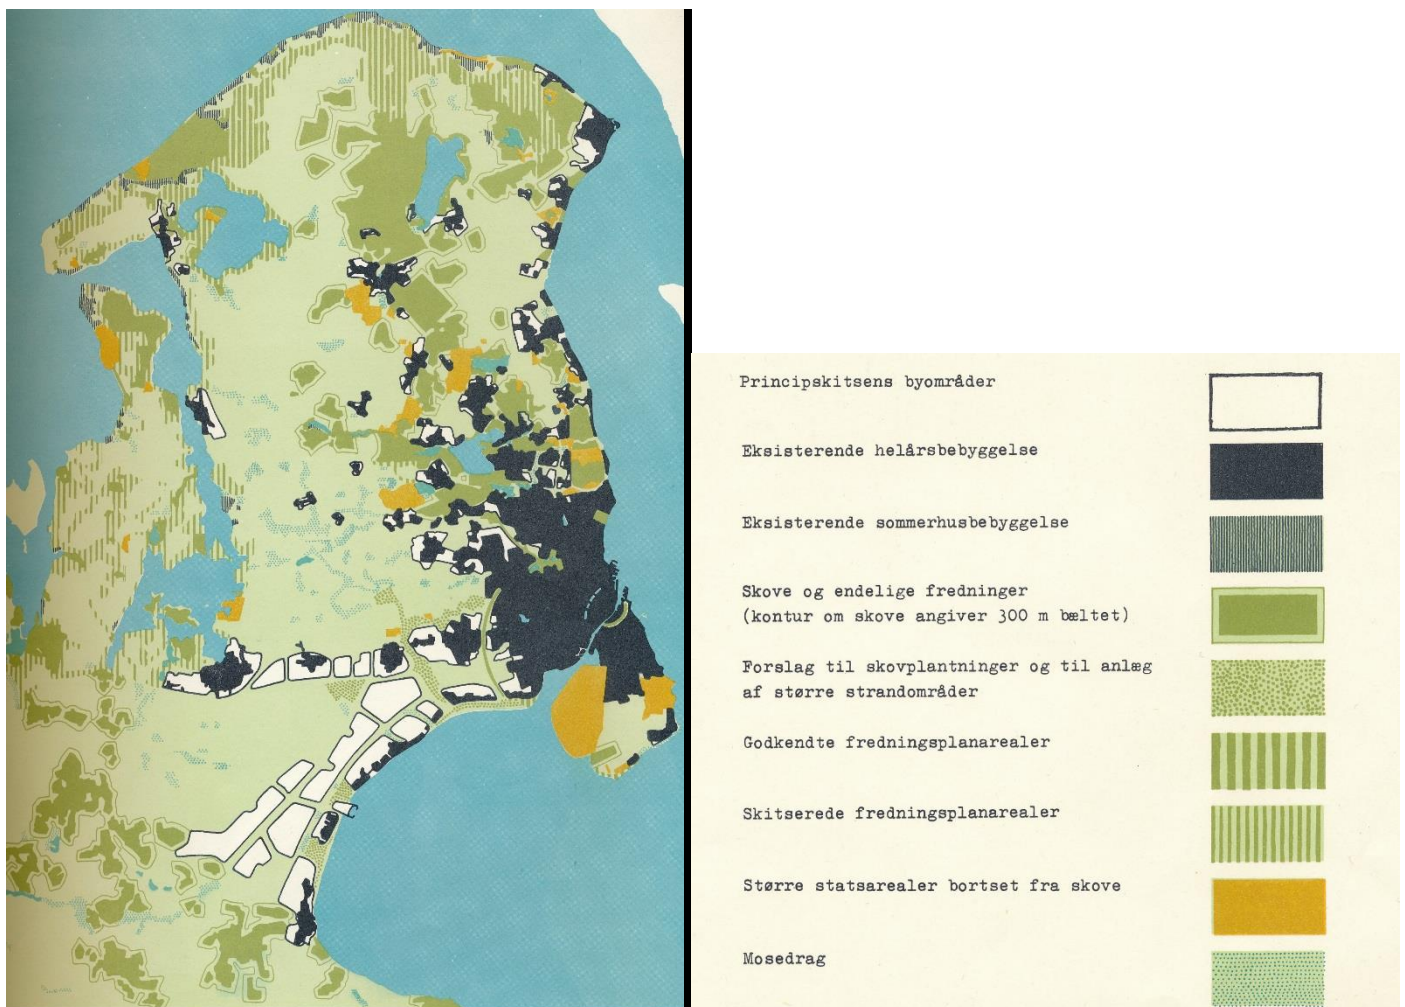 Principskitsens byområder
Eksisterende helårsbebyggelse
Eksisterende sommerhusbebyggelse
Skove og endelige fredninger
(kontur om skove angiver 300 m bæltet)
Forslag til skovplantninger og til anlæg
af større strandområder
Godkendte fredningsplanarealer
Skitserede fredningsplanarealer
Større statsarealer bortset fra skove
Mosedrag